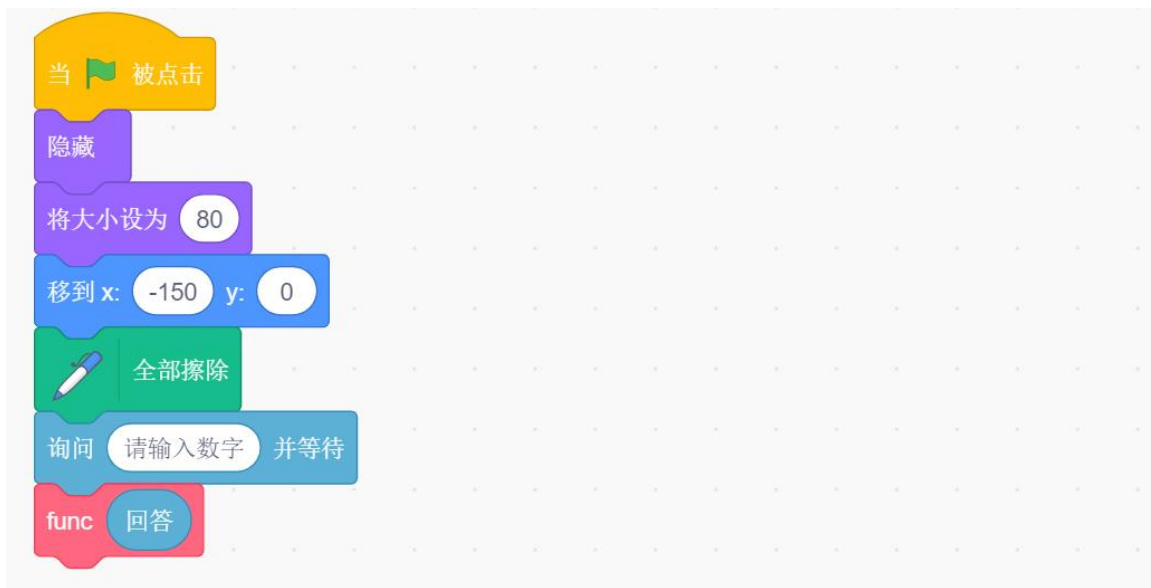 当 被点击
隐藏
将大小设为 80
移到 x: -150 y: 0
全部擦除
询问 请输入数字 并等待
func 回答